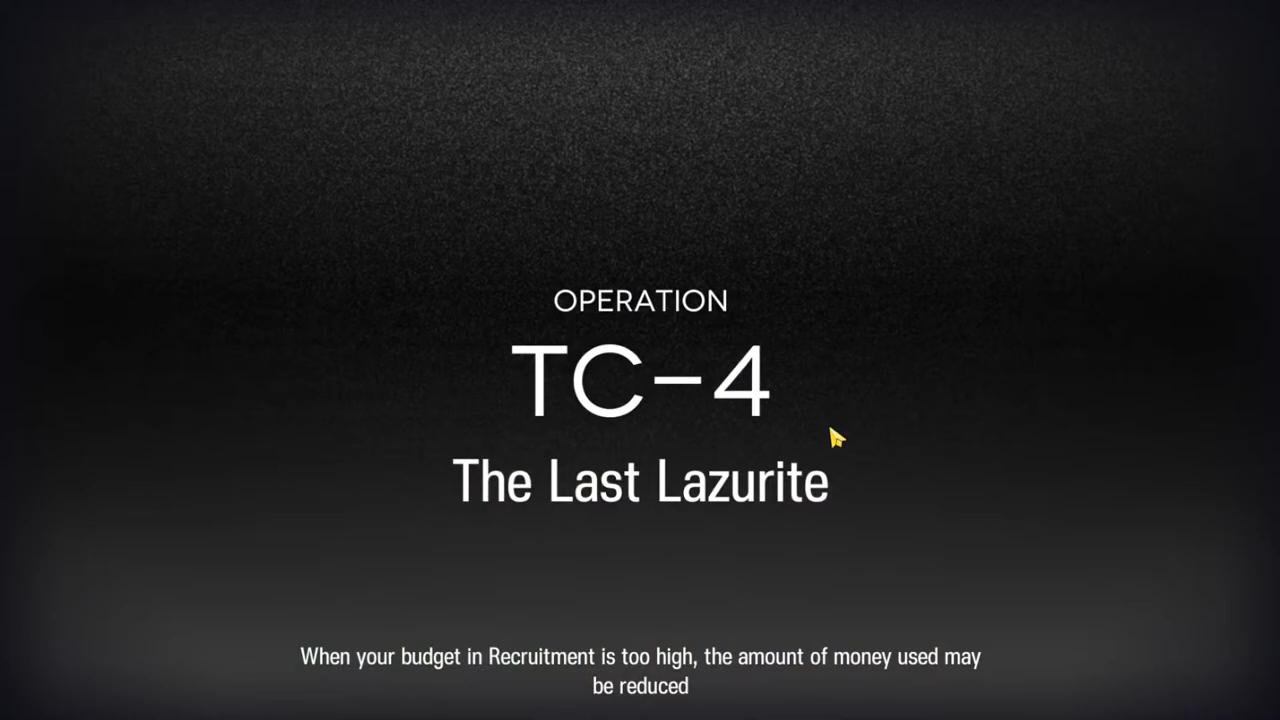 OPERATION
TC-4
The Last Lazurite
When your budget in Recruitment is too high, the amount of money used may
be reduced